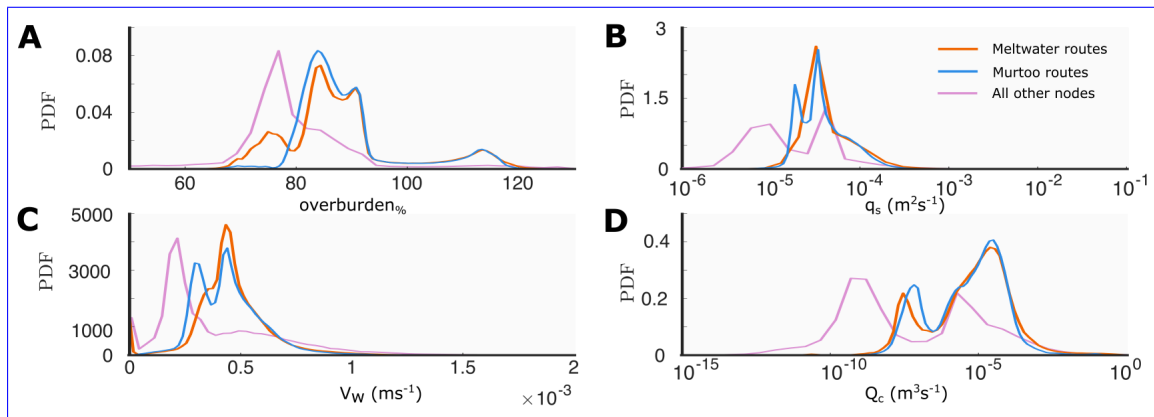 A
0.08
0.04
0
PDF
60
80
100
120
overburden%
B
3
1.5
0
PDF
Meltwater routes
Murtoo routes
All other nodes
10-6
10-5
10-4
10-3
10-2
10-1
qs (m2s-1)
C
5000
3000
1000
0
PDF
0
0.5
1
1.5
2
VW (ms-1)
×10-3
D
0.4
0.2
0
PDF
10-15
10-10
10-5
100
Qc (m3s-1)